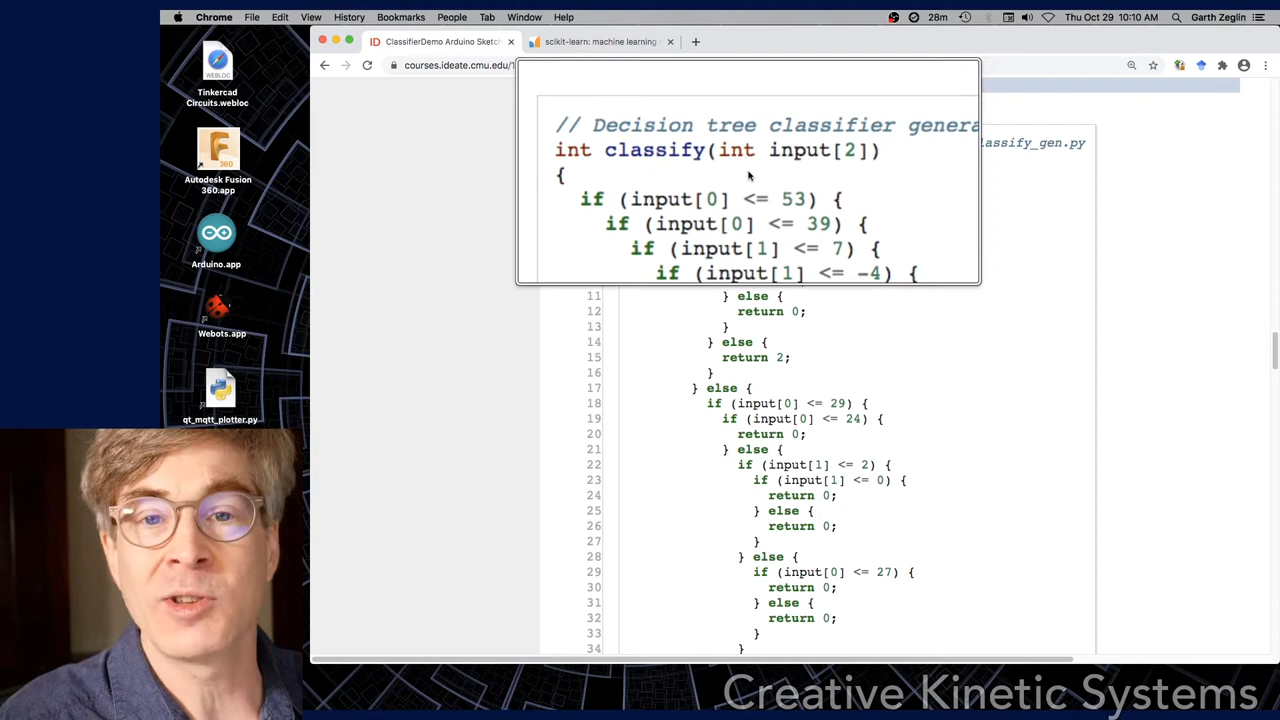 Chrome File Edit View History Bookmarks People Tab Window Help
28m
Thu Oct 29 10:10 AM
Garth Zeglin
ClassifierDemo Arduino Sketch
scikit-learn: machine learning
courses.ideate.cmu.edu/1
Tinkercad
Circuits.webloc
WEBLOC
360
Autodesk Fusion
360.app
Arduino.app
Webots.app
qt_mqtt_plotter.py
// Decision tree classifier genera
lassify_gen.py
int classify(int input[2])
{
if (input[0] <= 53) {
if (input[0] <= 39) {
if (input[1] <= 7) {
if (input[1] <= -4) {
11 } else {
12 return 0;
13 }
14 } else {
15 return 2;
16 }
17 } else {
18 if (input[0] <= 29) {
19 if (input[0] <= 24) {
20 return 0;
21 } else {
22 if (input[1] <= 2) {
23 if (input[1] <= 0) {
24 return 0;
25 } else {
26 return 0;
27 }
28 } else {
29 if (input[0] <= 27) {
30 return 0;
31 } else {
32 return 0;
33 }
34 }
Creative Kinetic Systems